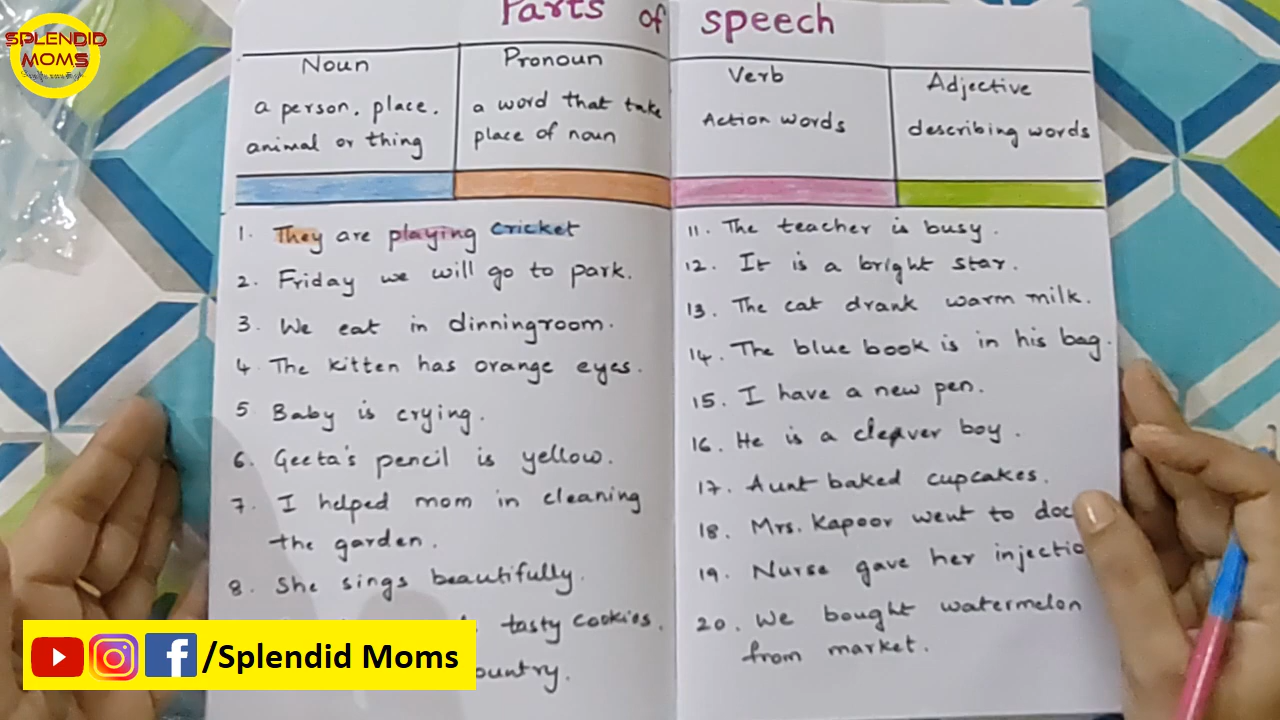 SPLENDID
MOMS
Parts of speech
Noun
a person, place,
animal or thing
Pronoun
a word that take
place of noun
Verb
Action words
Adjective
describing words
1. They are playing cricket
2. Friday we will go to park.
3. We eat in dinningroom.
4. The kitten has orange eyes.
5 Baby is crying.
6. Geeta's pencil is yellow.
7. I helped mom in cleaning
the garden.
8. She sings beautifully.
tasty cookies.
11. The teacher is busy.
12. It is a bright star.
13. The cat drank warm milk.
14. The blue book is in his bag.
15. I have a new pen.
16. He is a clever boy.
17. Aunt baked cupcakes.
18. Mrs. Kapoor went to
19. Nurse gave her
20. We bought watermelon
from market.
/Splendid Moms